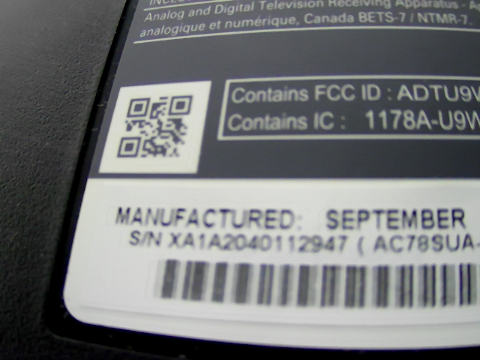 Analog and Digital Television Receiving Apparatus - Ap
analogique et numérique, Canada BETS-7 / NTMR-7.
Contains FCC ID : ADTU9W
Contains IC : 1178A-U9W
MANUFACTURED: SEPTEMBER
S/N XA1A2040112947 ( AC78SUA-